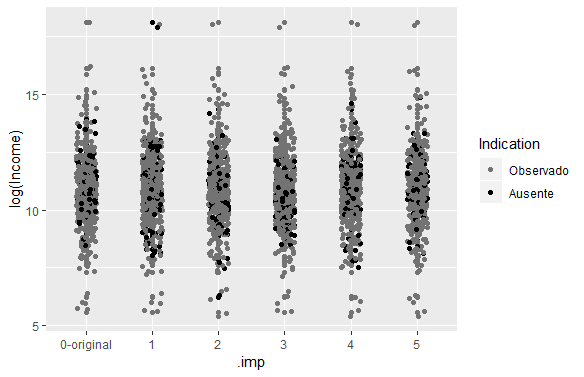 log(Income)
15
10
5
0-original 1 2 3 4 5
.imp
Indication
Observado
Ausente